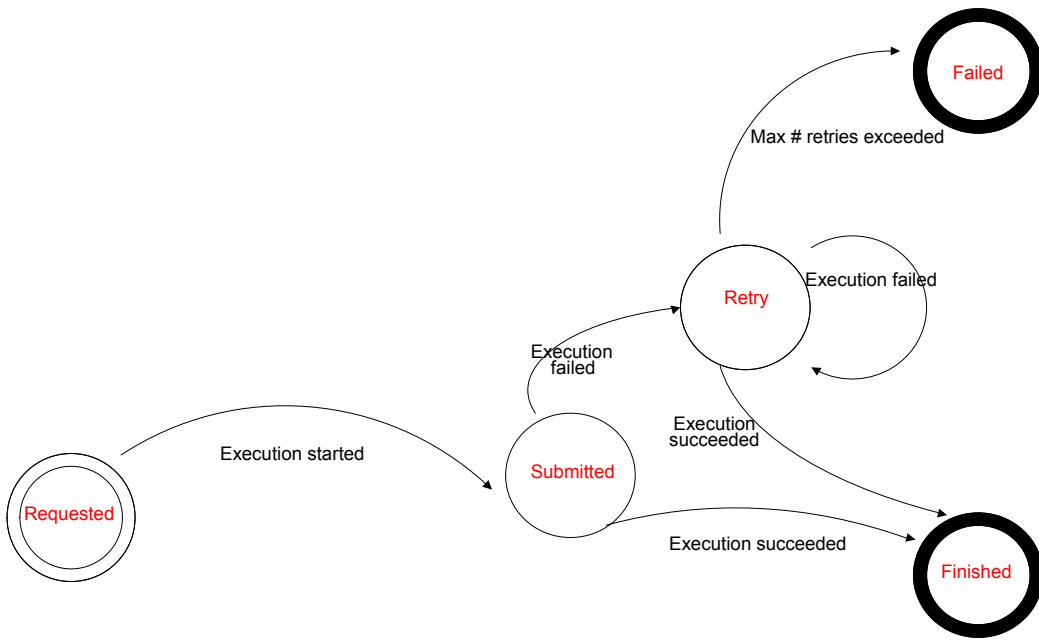 Failed
Max # retries exceeded
Execution failed
Retry
Execution
failed
Execution
succeeded
Execution started
Submitted
Requested
Execution succeeded
Finished